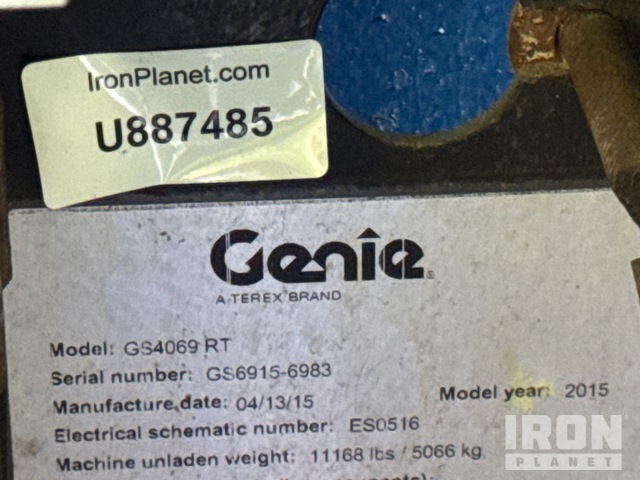 IronPlanet.com
U887485
Genie
A TEREX BRAND
Model: GS4069 RT
Serial number: GS6915-6983
Manufacture date: 04/13/15
Model year: 2015
Electrical schematic number: ES0516
Machine unladen weight: 11168 lbs / 5066 kg
IRON
PLANET